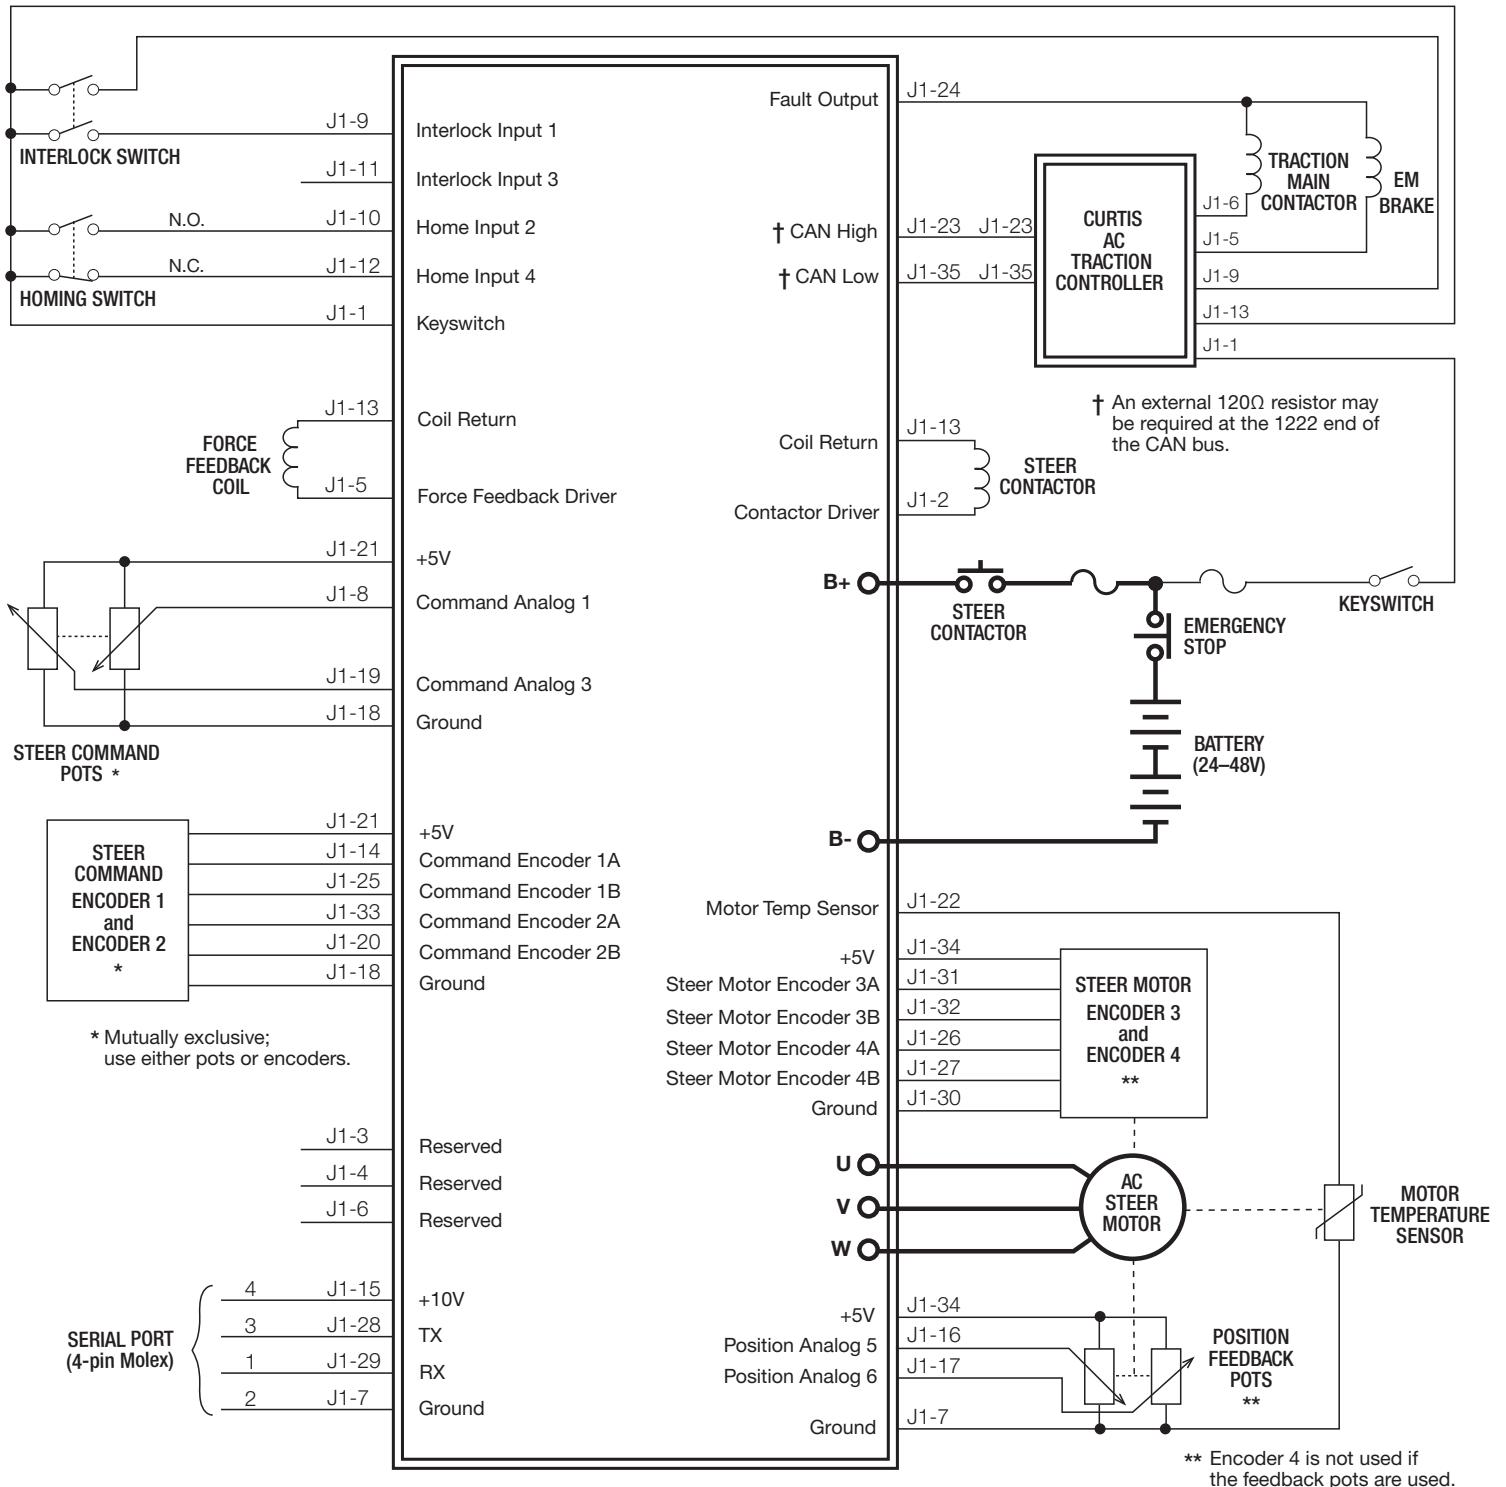 INTERLOCK SWITCH
J1-9
Interlock Input 1
J1-11
Interlock Input 3
N.O.
J1-10
Home Input 2
N.C.
J1-12
Home Input 4
HOMING SWITCH
J1-1
Keyswitch
FORCE
FEEDBACK
COIL
J1-13
Coil Return
J1-5
Force Feedback Driver
J1-21
+5V
J1-8
Command Analog 1
J1-19
Command Analog 3
J1-18
Ground
STEER COMMAND
POTS *
STEER
COMMAND
ENCODER 1
and
ENCODER 2
*
J1-21
+5V
J1-14
Command Encoder 1A
J1-25
Command Encoder 1B
J1-33
Command Encoder 2A
J1-20
Command Encoder 2B
J1-18
Ground
* Mutually exclusive;
use either pots or encoders.
J1-3
Reserved
J1-4
Reserved
J1-6
Reserved
SERIAL PORT
(4-pin Molex)
4
J1-15
+10V
3
J1-28
TX
1
J1-29
RX
2
J1-7
Ground
Fault Output
J1-24
TRACTION
MAIN
CONTACTOR
EM
BRAKE
† CAN High
J1-23 J1-23
† CAN Low
J1-35 J1-35
CURTIS
AC
TRACTION
CONTROLLER
J1-6
J1-5
J1-9
J1-13
J1-1
† An external 120Ω resistor may
be required at the 1222 end of
the CAN bus.
Coil Return
J1-13
STEER
CONTACTOR
Contactor Driver
J1-2
B+
STEER
CONTACTOR
KEYSWITCH
EMERGENCY
STOP
BATTERY
(24–48V)
B-
Motor Temp Sensor
J1-22
+5V
J1-34
Steer Motor Encoder 3A
J1-31
Steer Motor Encoder 3B
J1-32
Steer Motor Encoder 4A
J1-26
Steer Motor Encoder 4B
J1-27
Ground
J1-30
STEER MOTOR
ENCODER 3
and
ENCODER 4
**
U
V
W
AC
STEER
MOTOR
MOTOR
TEMPERATURE
SENSOR
+5V
J1-34
Position Analog 5
J1-16
Position Analog 6
J1-17
Ground
J1-7
POSITION
FEEDBACK
POTS
**
** Encoder 4 is not used if
the feedback pots are used.